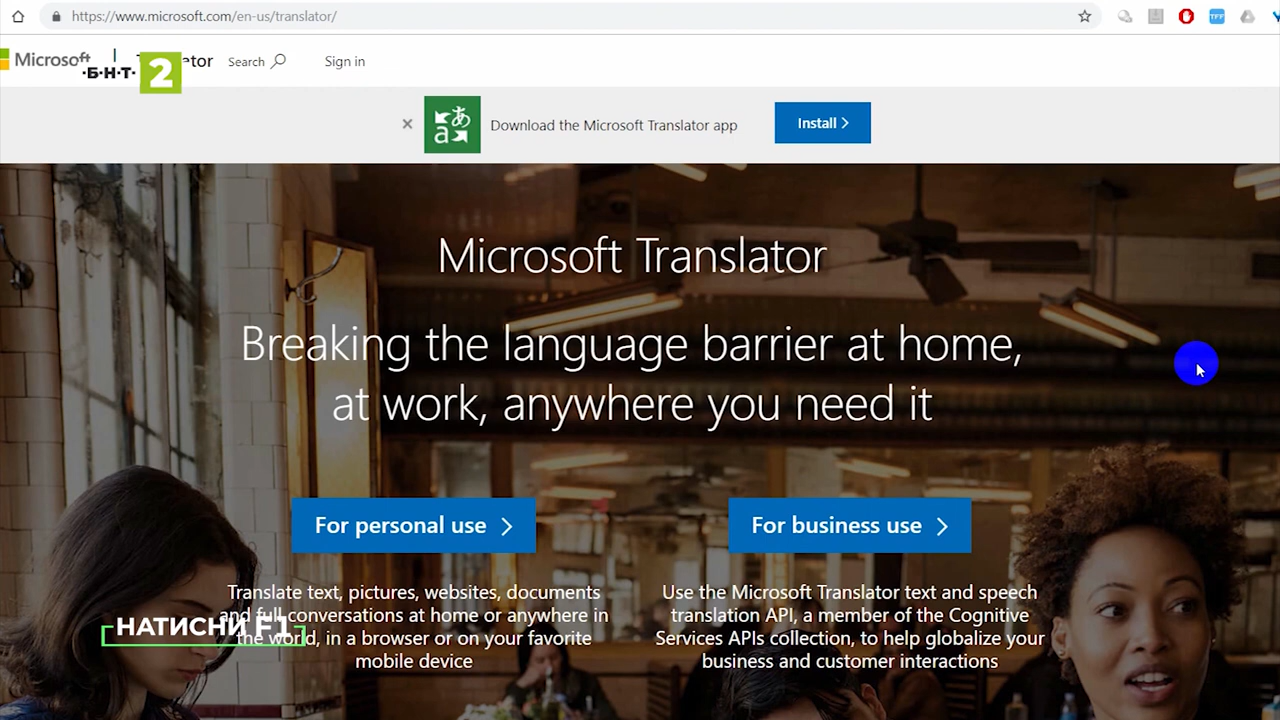 https://www.microsoft.com/en-us/translator/
TFF
Microsoft
Search
Sign in
·Б·Н·Т·
2
Download the Microsoft Translator app
Install
Microsoft Translator
Breaking the language barrier at home,
at work, anywhere you need it
For personal use
Translate text, pictures, websites, documents
and full conversations at home or anywhere in
the world, in a browser or on your favorite
mobile device
For business use
Use the Microsoft Translator text and speech
translation API, a member of the Cognitive
Services APIs collection, to help globalize your
business and customer interactions
НАТИСНИ F1